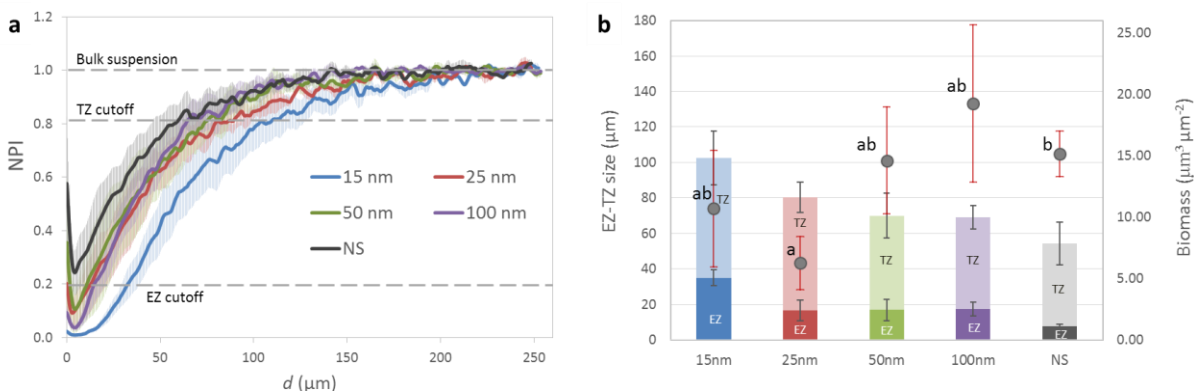 a
1.2
1.0
0.8
0.6
0.4
0.2
0.0
NPI
Bulk suspension
TZ cutoff
EZ cutoff
15 nm
25 nm
50 nm
100 nm
NS
0
50
100
150
200
250
d (μm)
b
180
160
140
120
100
80
60
40
20
0
EZ-TZ size (μm)
ab
a
ab
ab
b
TZ
TZ
TZ
TZ
TZ
EZ
EZ
EZ
EZ
EZ
15nm
25nm
50nm
100nm
NS
25.00
20.00
15.00
10.00
5.00
0.00
Biomass (μm³ μm⁻²)